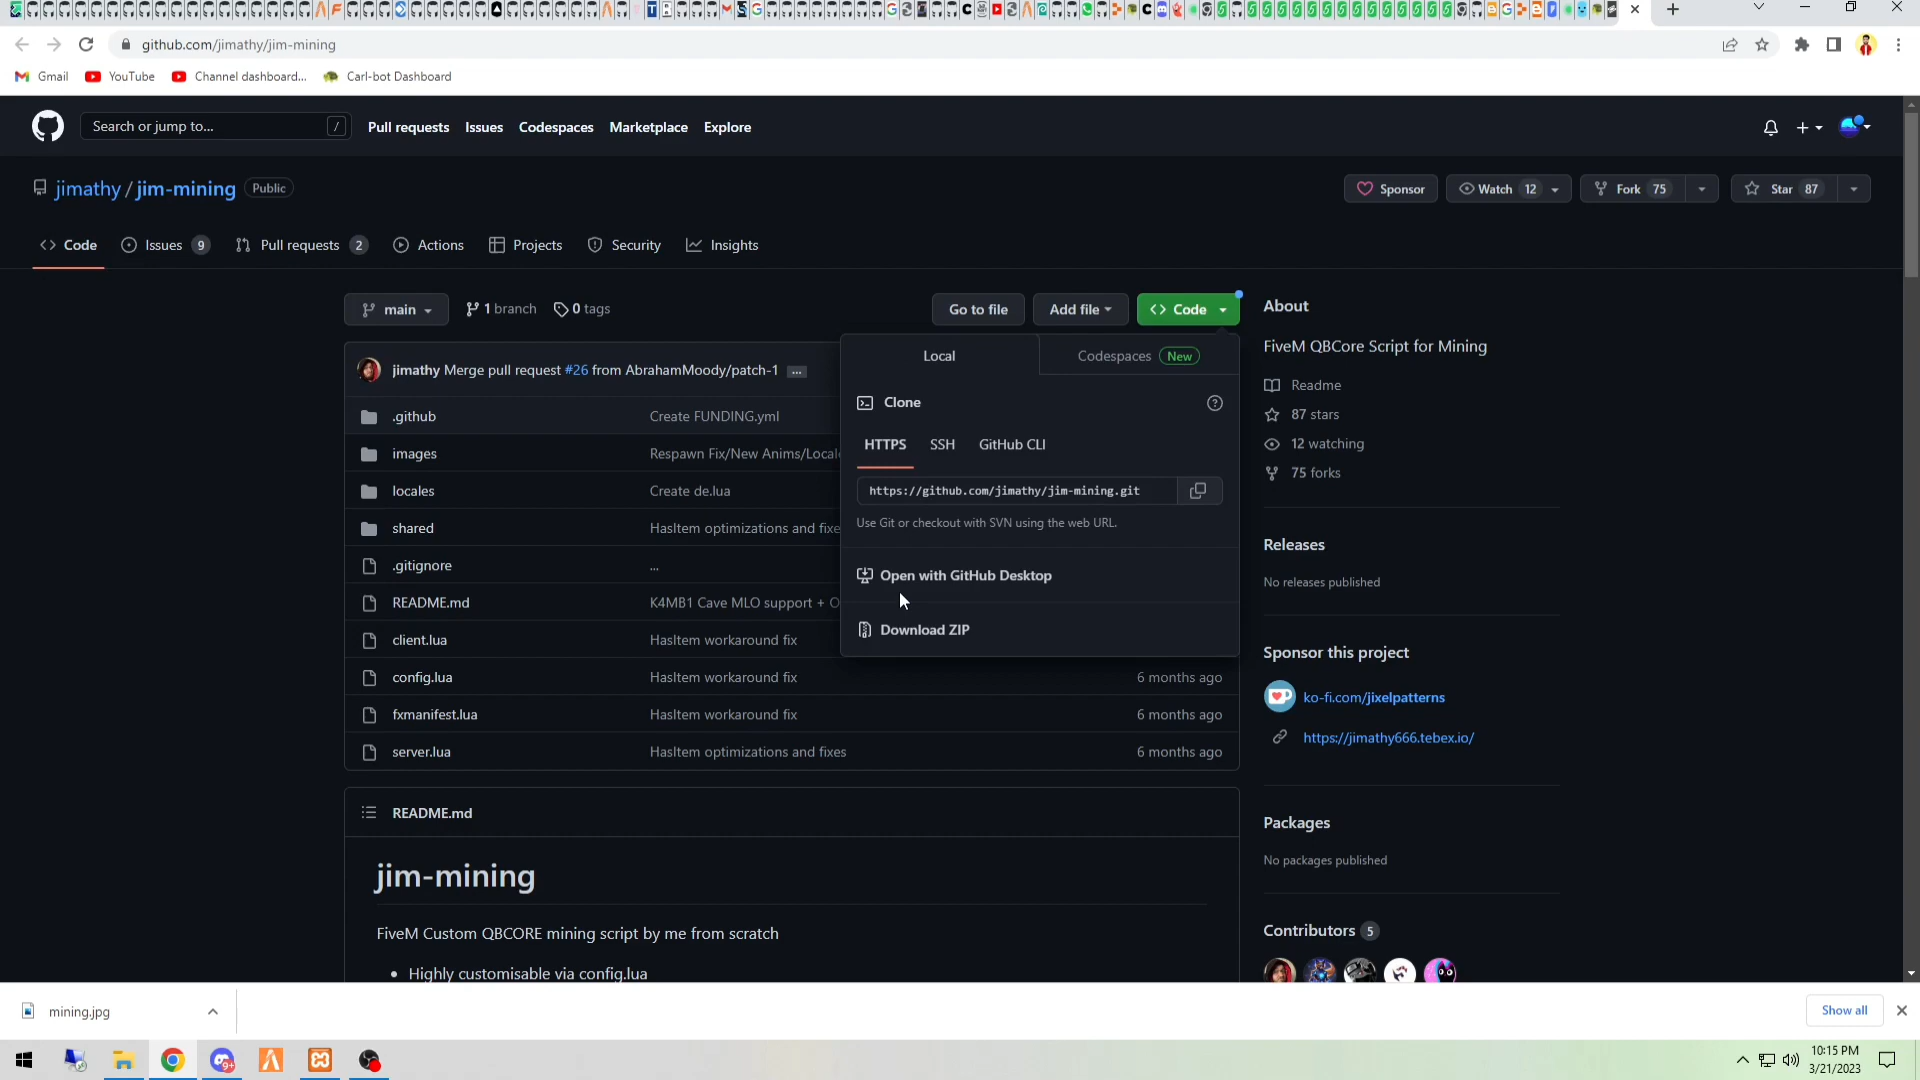 github.com/jimathy/jim-mining
Gmail YouTube Channel dashboard... Carl-bot Dashboard
Search or jump to... / Pull requests Issues Codespaces Marketplace Explore
jimathy / jim-mining Public
Sponsor Watch 12 Fork 75 Star 87
Code Issues 9 Pull requests 2 Actions Projects Security Insights
main 1 branch 0 tags Go to file Add file Code
jimathy Merge pull request #26 from AbrahamMoody/patch-1 ...
.github Create FUNDING.yml
images Respawn Fix/New Anims/Locale
locales Create de.lua
shared HasItem optimizations and fixe
.gitignore ...
README.md K4MB1 Cave MLO support + O
client.lua HasItem workaround fix
config.lua HasItem workaround fix 6 months ago
fxmanifest.lua HasItem workaround fix 6 months ago
server.lua HasItem optimizations and fixes 6 months ago
Local Codespaces New
Clone
HTTPS SSH GitHub CLI
https://github.com/jimathy/jim-mining.git
Use Git or checkout with SVN using the web URL.
Open with GitHub Desktop
Download ZIP
README.md
jim-mining
FiveM Custom QBCORE mining script by me from scratch
• Highly customisable via config.lua
About
FiveM QBCore Script for Mining
Readme
87 stars
12 watching
75 forks
Releases
No releases published
Sponsor this project
ko-fi.com/jixelpatterns
https://jimathy666.tebex.io/
Packages
No packages published
Contributors 5
mining.jpg
Show all
9+
10:15 PM
3/21/2023